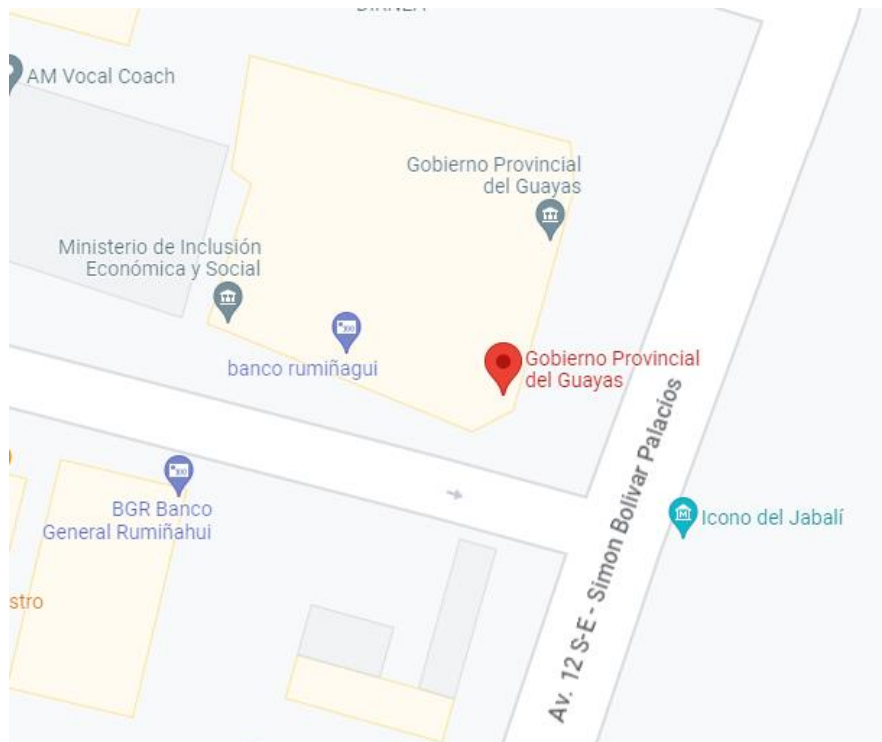 AM Vocal Coach
Gobierno Provincial
del Guayas
Ministerio de Inclusión
Económica y Social
banco rumiñagui
Gobierno Provincial
del Guayas
BGR Banco
General Rumiñahui
Icono del Jabalí
stro
Av. 12 S-E - Simon Bolivar Palacios